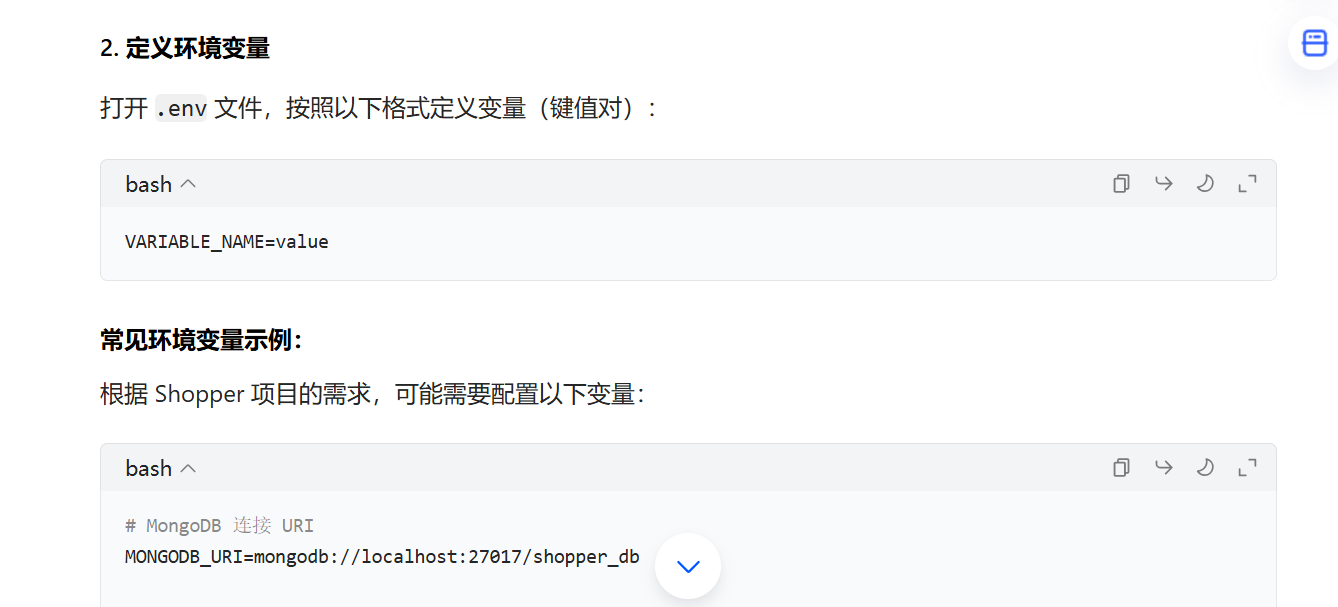 2. 定义环境变量
打开 .env 文件，按照以下格式定义变量（键值对）：
bash
VARIABLE_NAME=value
常见环境变量示例：
根据 Shopper 项目的需求，可能需要配置以下变量：
bash
# MongoDB 连接 URI
MONGODB_URI=mongodb://localhost:27017/shopper_db